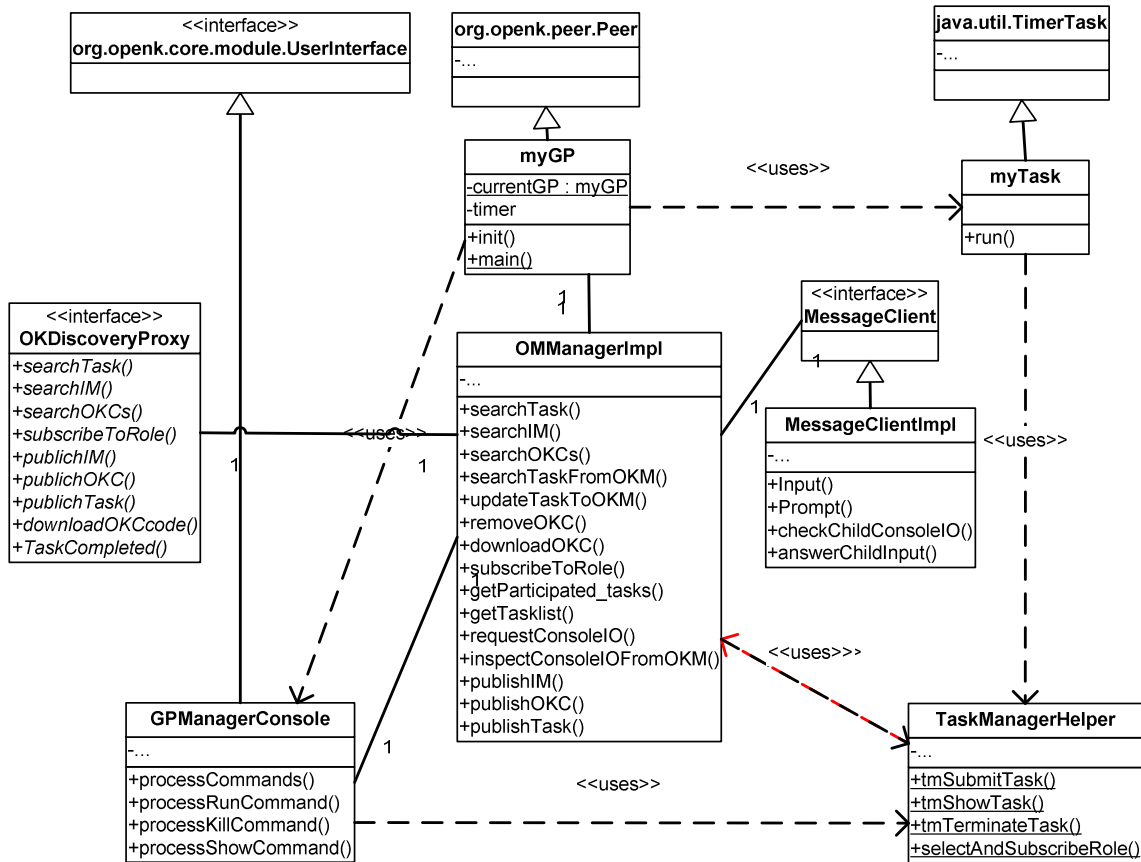 <<interface>>
org.openk.core.module.UserInterface
org.openk.peer.Peer
-...
java.util.TimerTask
-...
myGP
-currentGP : myGP
-timer
+init()
+main()
<<uses>>
myTask
+run()
<<interface>>
OKDiscoveryProxy
+searchTask()
+searchIM()
+searchOKCs()
+subscribeToRole()
+publichIM()
+publichOKC()
+publichTask()
+downloadOKCcode()
+TaskCompleted()
1
1
<<uses>>
1
1
OMManagerImpl
-...
+searchTask()
+searchIM()
+searchOKCs()
+searchTaskFromOKM()
+updateTaskToOKM()
+removeOKC()
+downloadOKC()
+subscribeToRole()
+getParticipated_tasks()
+getTasklist()
+requestConsoleIO()
+inspectConsoleIOFromOKM()
+publishIM()
+publishOKC()
+publishTask()
1
1
<<interface>>
MessageClient
1
1
MessageClientImpl
-...
+Input()
+Prompt()
+checkChildConsoleIO()
+answerChildInput()
<<uses>>
<<uses>>>
GPManagerConsole
-...
+processCommands()
+processRunCommand()
+processKillCommand()
+processShowCommand()
<<uses>>
TaskManagerHelper
-...
+tmSubmitTask()
+tmShowTask()
+tmTerminateTask()
+selectAndSubscribeRole()